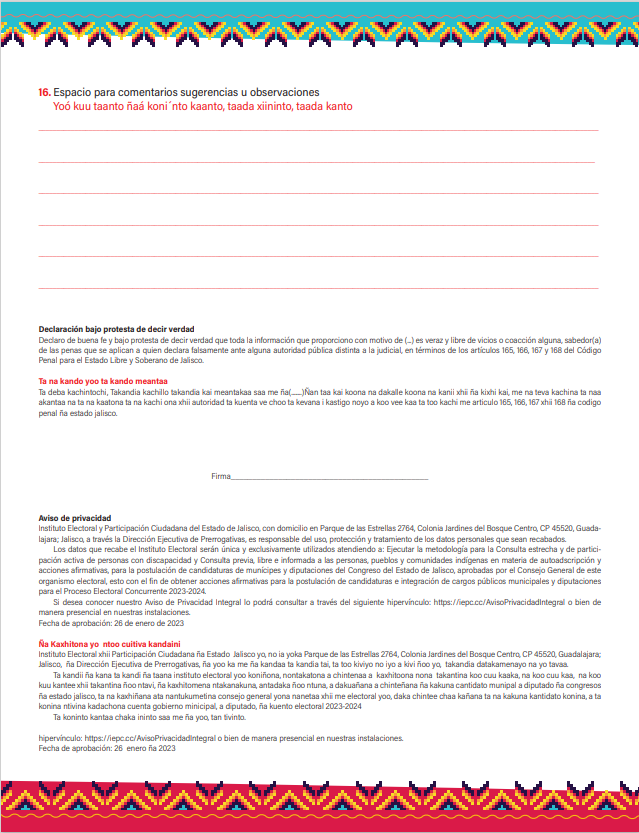 16. Espacio para comentarios sugerencias u observaciones
Yoó kuu taanto ñaá koni´nto kaanto, taada xiininto, taada kanto
Declaración bajo protesta de decir verdad
Declaro de buena fe y bajo protesta de decir verdad que toda la información que proporciono con motivo de (...) es veraz y libre de vicios o coacción alguna, sabedor(a)
de las penas que se aplican a quien declara falsamente ante alguna autoridad pública distinta a la judicial, en términos de los artículos 165, 166, 167 y 168 del Código
Penal para el Estado Libre y Soberano de Jalisco.
Ta na kando yoo ta kando meantaa
Ta deba kachintochi, Takandia kachillo takandia kai meantakaa saa me ña(......)Ñan taa kai koona na dakalle koona na kanii xhii ña kixhi kai, me na teva kachina ta naa
akantaa na ta na kaatona ta na kachi ona xhii autoridad ta kuenta ve choo ta kevana i kastigo noyo a koo vee kaa ta too kachi me articulo 165, 166, 167 xhii 168 ña codigo
penal ña estado jalisco.
Firma______________________________________________
Aviso de privacidad
Instituto Electoral y Participación Ciudadana del Estado de Jalisco, con domicilio en Parque de las Estrellas 2764, Colonia Jardines del Bosque Centro, CP 45520, Guada-
lajara; Jalisco, a través la Dirección Ejecutiva de Prerrogativas, es responsable del uso, protección y tratamiento de los datos personales que sean recabados.
Los datos que recabe el Instituto Electoral serán única y exclusivamente utilizados atendiendo a: Ejecutar la metodología para la Consulta estrecha y de partici-
pación activa de personas con discapacidad y Consulta previa, libre e informada a las personas, pueblos y comunidades indígenas en materia de autoadscripción y
acciones afirmativas, para la postulación de candidaturas de munícipes y diputaciones del Congreso del Estado de Jalisco, aprobadas por el Consejo General de este
organismo electoral, esto con el fin de obtener acciones afirmativas para la postulación de candidaturas e integración de cargos públicos municipales y diputaciones
para el Proceso Electoral Concurrente 2023-2024.
Si desea conocer nuestro Aviso de Privacidad Integral lo podrá consultar a través del siguiente hipervínculo: https://iepc.cc/AvisoPrivacidadIntegral o bien de
manera presencial en nuestras instalaciones.
Fecha de aprobación: 26 de enero de 2023
Ña Kaxhitona yo ntoo cuitiva kandaini
Instituto Electoral xhii Participación Ciudadana ña Estado Jalisco yo, no ia yoka Parque de las Estrellas 2764, Colonia Jardines del Bosque Centro, CP 45520, Guadalajara;
Jalisco, ña Dirección Ejecutiva de Prerrogativas, ña yoo ka me ña kandaa ta kandia tai, ta too kiviyo no iyo a kivi ñoo yo, takandia datakamenayo na yo tavaa.
Ta kandii ña kana ta kandi ña taana instituto electoral yoo koniñona, nontakatona a chintenaa a kaxhitoona nona takantina koo cuu kaaka, na koo cuu kaa, na koo
kuu kantee xhii takantina ñoo ntavi, ña kaxhitomena ntakanakuna, antadaka ñoo ntuna, a dakuañana a chinteñana ña kakuna cantidato munipal a diputado ña congresos
ña estado jalisco, ta na kaxhiñana ata nantukumetina consejo general yona nanetaa xhii me electoral yoo, daka chintee chaa kañana ta na kakuna kantidato konina, a ta
konina ntivina kadachona cuenta gobierno minicipal, a diputado, ña kuento electoral 2023-2024
Ta koninto kantaa chaka ininto saa me ña yoo, tan tivinto.
hipervínculo: https://iepc.cc/AvisoPrivacidadIntegral o bien de manera presencial en nuestras instalaciones.
Fecha de aprobación: 26 enero ña 2023